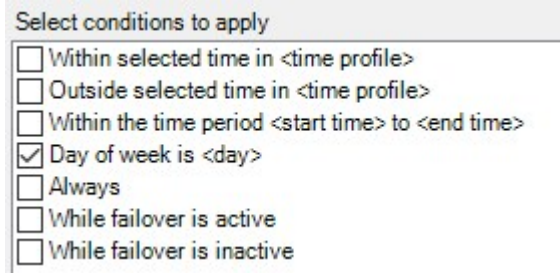 Select conditions to apply
Within selected time in <time profile>
Outside selected time in <time profile>
Within the time period <start time> to <end time>
Day of week is <day>
Always
While failover is active
While failover is inactive